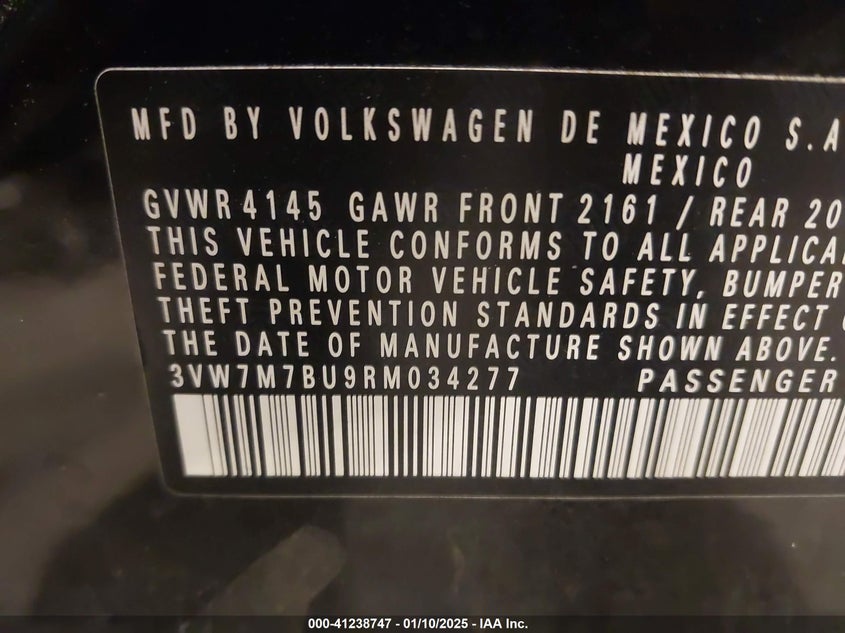 MFD BY VOLKSWAGEN DE MEXICO S.A
MEXICO
GVWR 4145 GAWR FRONT 2161 / REAR 20
THIS VEHICLE CONFORMS TO ALL APPLICA
FEDERAL MOTOR VEHICLE SAFETY, BUMPER
THEFT PREVENTION STANDARDS IN EFFECT
THE DATE OF MANUFACTURE SHOWN ABOVE.
3VW7M7BU9RM034277 PASSENGER
000-41238747 - 01/10/2025 - IAA Inc.